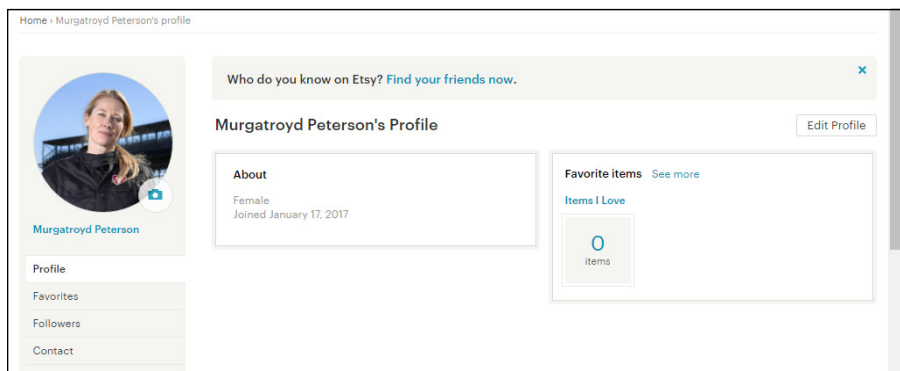 Home › Murgatroyd Peterson's profile
Who do you know on Etsy? Find your friends now.
×
Murgatroyd Peterson's Profile
Edit Profile
About
Female
Joined January 17, 2017
Favorite items See more
Items I Love
0
items
Murgatroyd Peterson
Profile
Favorites
Followers
Contact